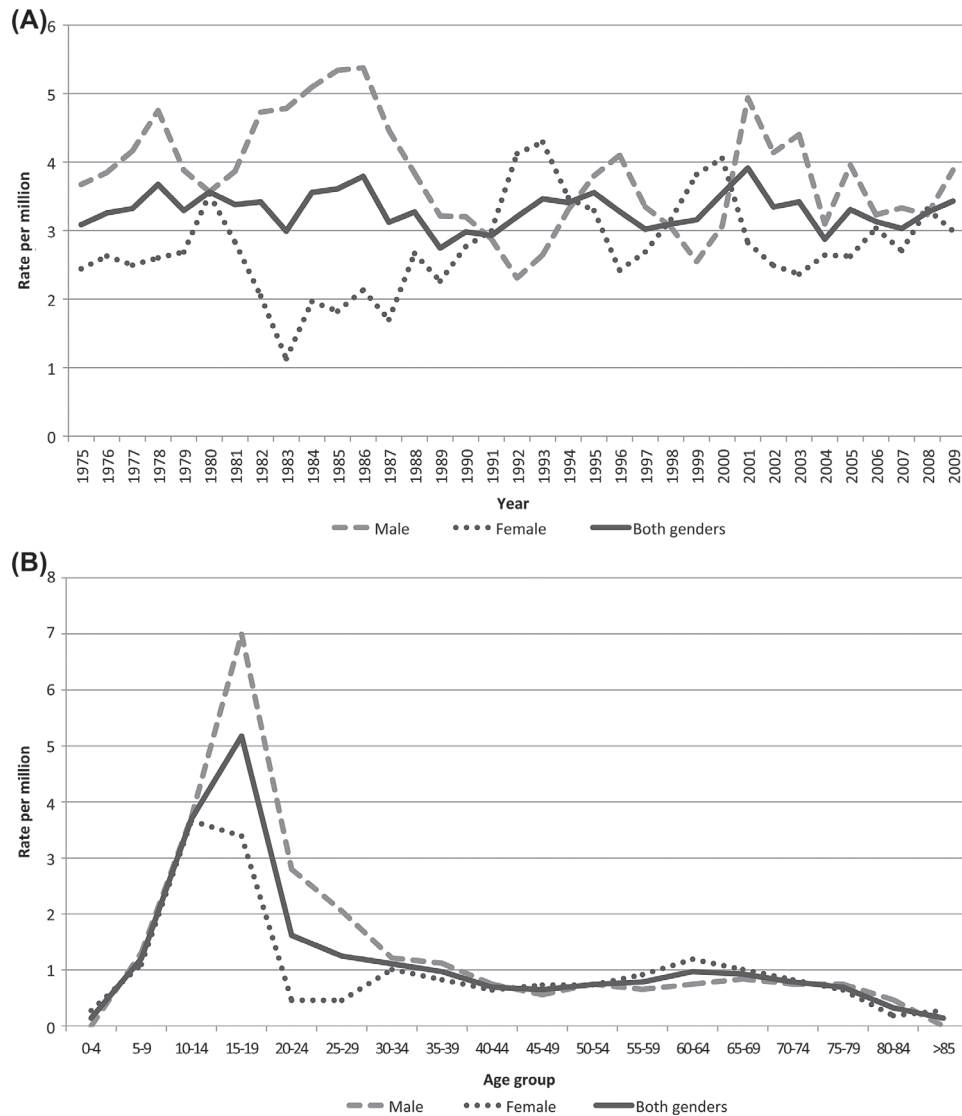 (A)
6
5
4
3
2
1
0
Rate per million
1975 1976 1977 1978 1979 1980 1981 1982 1983 1984 1985 1986 1987 1988 1989 1990 1991 1992 1993 1994 1995 1996 1997 1998 1999 2000 2001 2002 2003 2004 2005 2006 2007 2008 2009
Year
Male Female Both genders
(B)
8
7
6
5
4
3
2
1
0
Rate per million
0-4 5-9 10-14 15-19 20-24 25-29 30-34 35-39 40-44 45-49 50-54 55-59 60-64 65-69 70-74 75-79 80-84 >85
Age group
Male Female Both genders